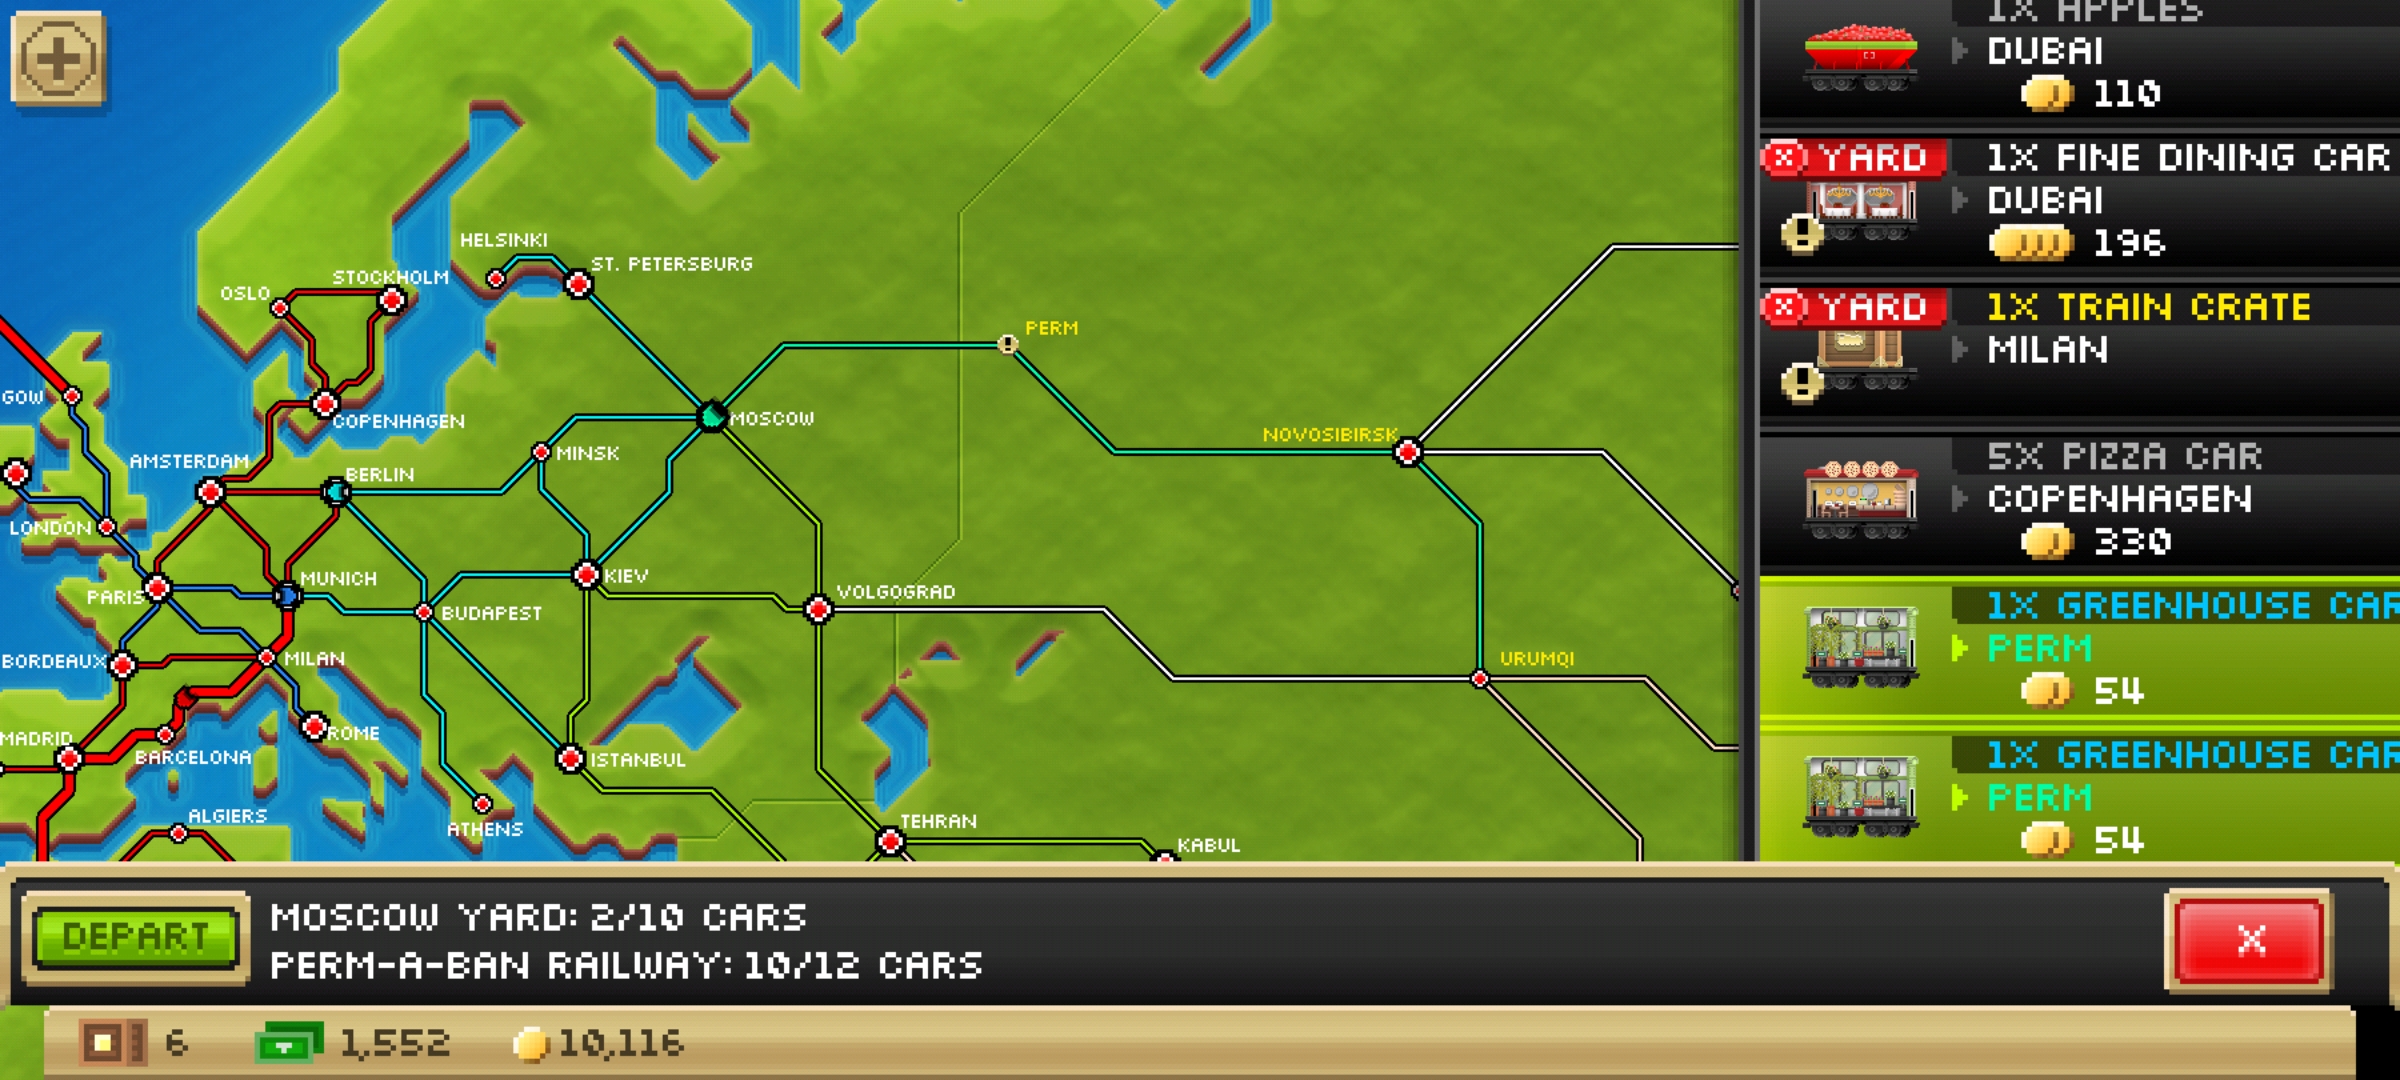 HELSINKI
ST. PETERSBURG
STOCKHOLM
OSLO
PERM
GOW
COPENHAGEN
MOSCOW
MINSK
NOVOSIBIRSK
AMSTERDAM
BERLIN
LONDON
MUNICH
KIEV
PARIS
BUDAPEST
VOLGOGRAD
BORDEAUX
MILAN
URUMQI
MADRID
ROME
BARCELONA
ISTANBUL
ALGIERS
ATHENS
TEHRAN
KABUL
1X APPLES
DUBAI
110
YARD
1X FINE DINING CAR
DUBAI
196
YARD
1X TRAIN CRATE
MILAN
5X PIZZA CAR
COPENHAGEN
330
1X GREENHOUSE CAR
PERM
54
1X GREENHOUSE CAR
PERM
54
DEPART
MOSCOW YARD: 2/10 CARS
PERM-A-BAN RAILWAY: 10/12 CARS
X
6
1,552
10,116